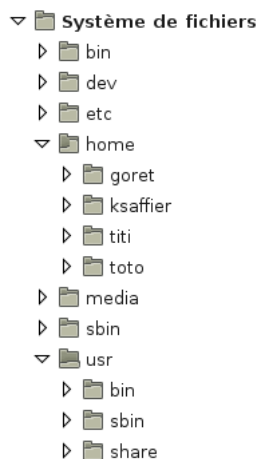 Système de fichiers
bin
dev
etc
home
goret
ksaffier
titi
toto
media
sbin
usr
bin
sbin
share